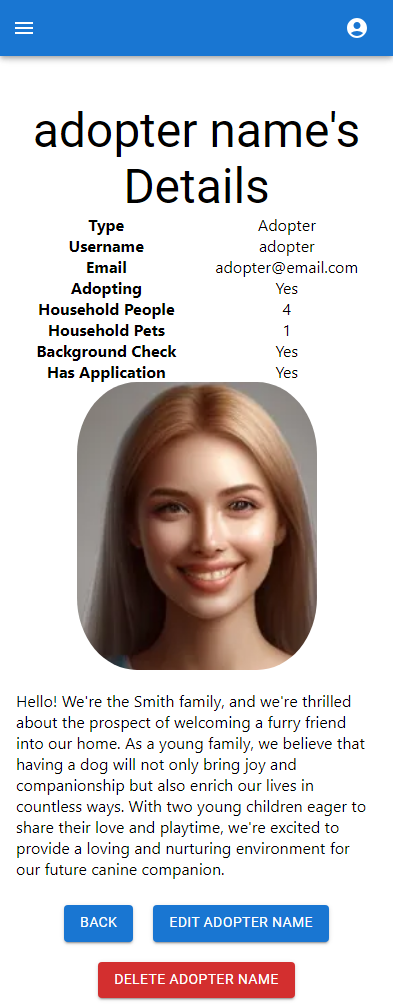 adopter name's
Details
Type Adopter
Username adopter
Email adopter@email.com
Adopting Yes
Household People 4
Household Pets 1
Background Check Yes
Has Application Yes
Hello! We're the Smith family, and we're thrilled
about the prospect of welcoming a furry friend
into our home. As a young family, we believe that
having a dog will not only bring joy and
companionship but also enrich our lives in
countless ways. With two young children eager to
share their love and playtime, we're excited to
provide a loving and nurturing environment for
our future canine companion.
BACK EDIT ADOPTER NAME
DELETE ADOPTER NAME